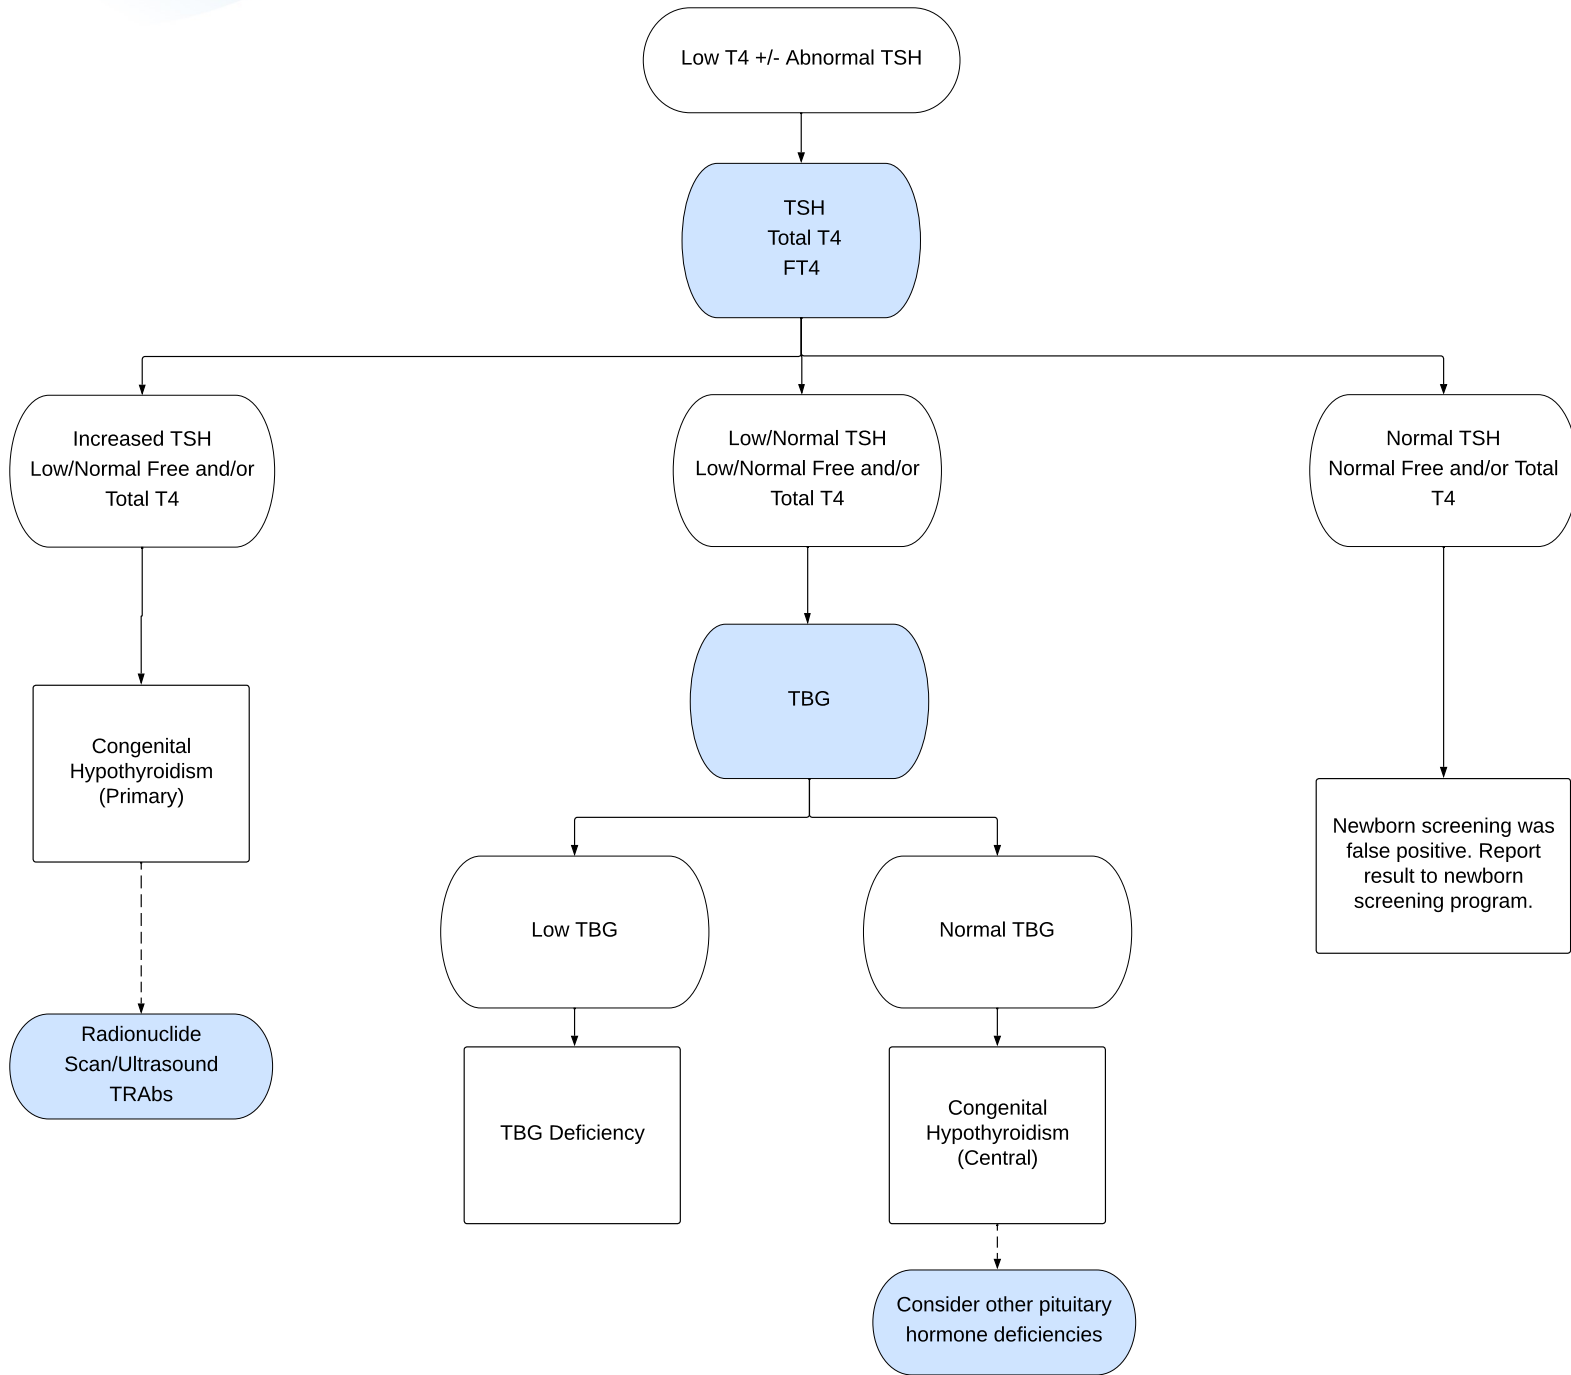 Low T4 +/- Abnormal TSH
TSH
Total T4
FT4
Increased TSH
Low/Normal Free and/or
Total T4
Low/Normal TSH
Low/Normal Free and/or
Total T4
Normal TSH
Normal Free and/or Total
T4
TBG
Congenital
Hypothyroidism
(Primary)
Newborn screening was
false positive. Report
result to newborn
screening program.
Low TBG
Normal TBG
Radionuclide
Scan/Ultrasound
TRAbs
TBG Deficiency
Congenital
Hypothyroidism
(Central)
Consider other pituitary
hormone deficiencies